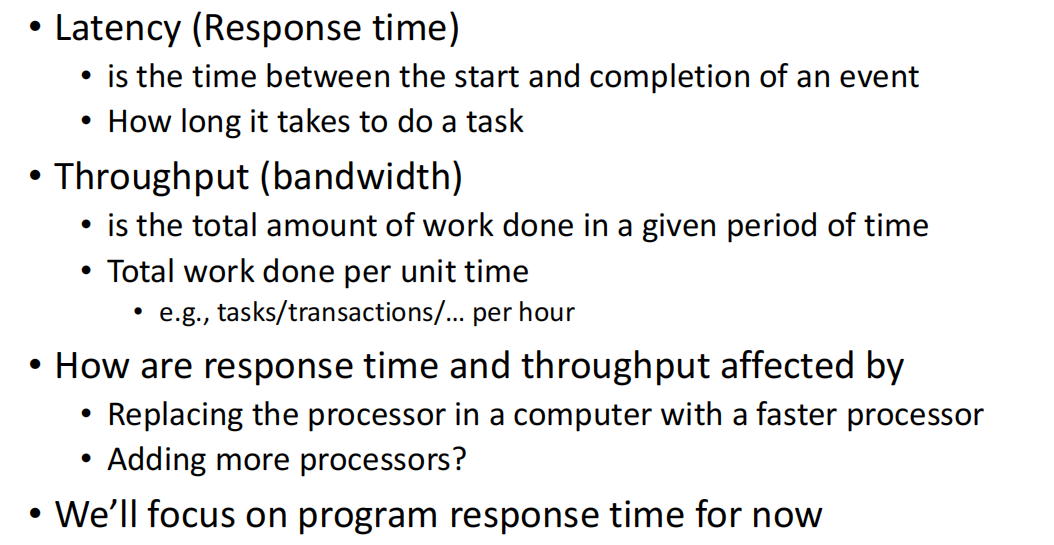 • Latency (Response time)
• is the time between the start and completion of an event
• How long it takes to do a task
• Throughput (bandwidth)
• is the total amount of work done in a given period of time
• Total work done per unit time
• e.g., tasks/transactions/… per hour
• How are response time and throughput affected by
• Replacing the processor in a computer with a faster processor
• Adding more processors?
• We’ll focus on program response time for now